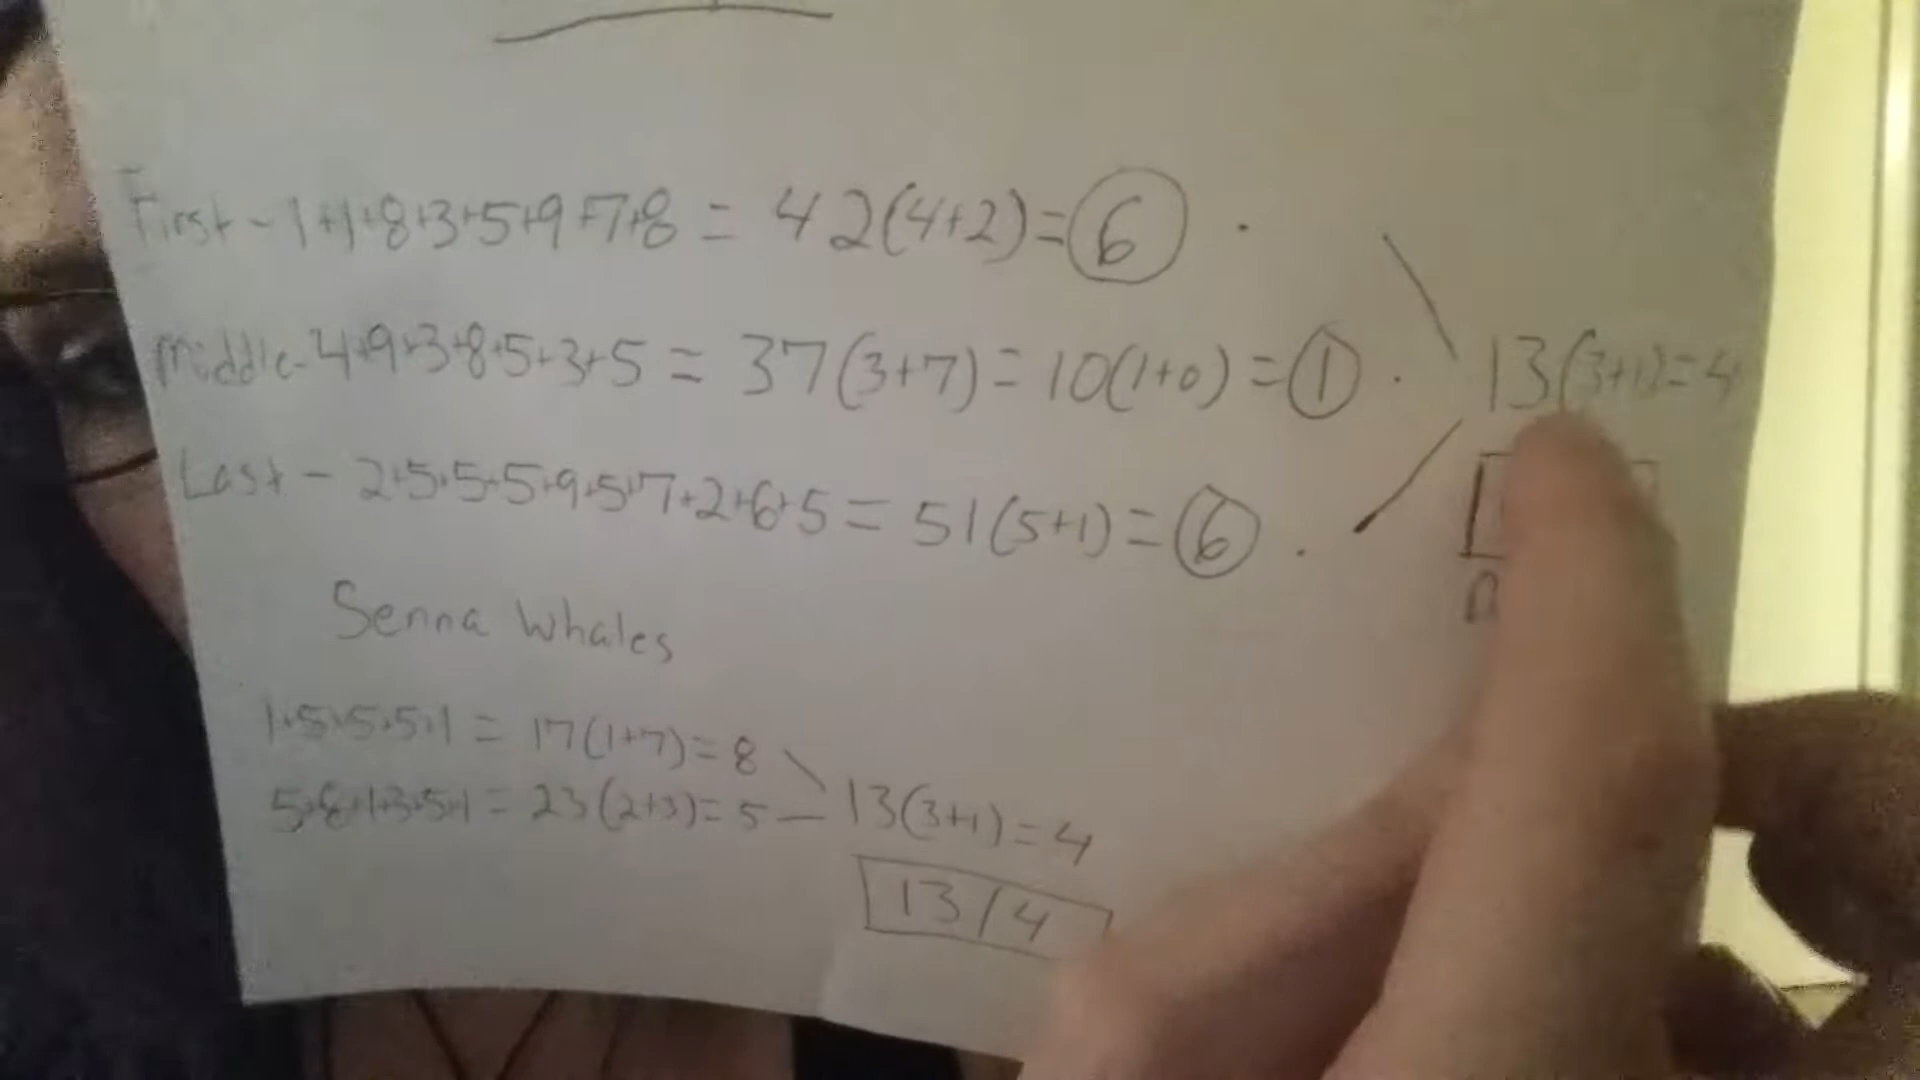 First - 1+1+8+3+5+9+7+8 = 42(4+2)=6
Middle - 4+9+3+8+5+3+5 = 37(3+7)=10(1+0)=1
13(3+1)=4
Last - 2+5+5+5+9+5+7+2+6+5 = 51(5+1)=6
Senna Whales
1+5+5+5+1 = 17(1+7)=8
5+8+1+3+5+1 = 23(2+3)=5 — 13(3+1)=4
13/4